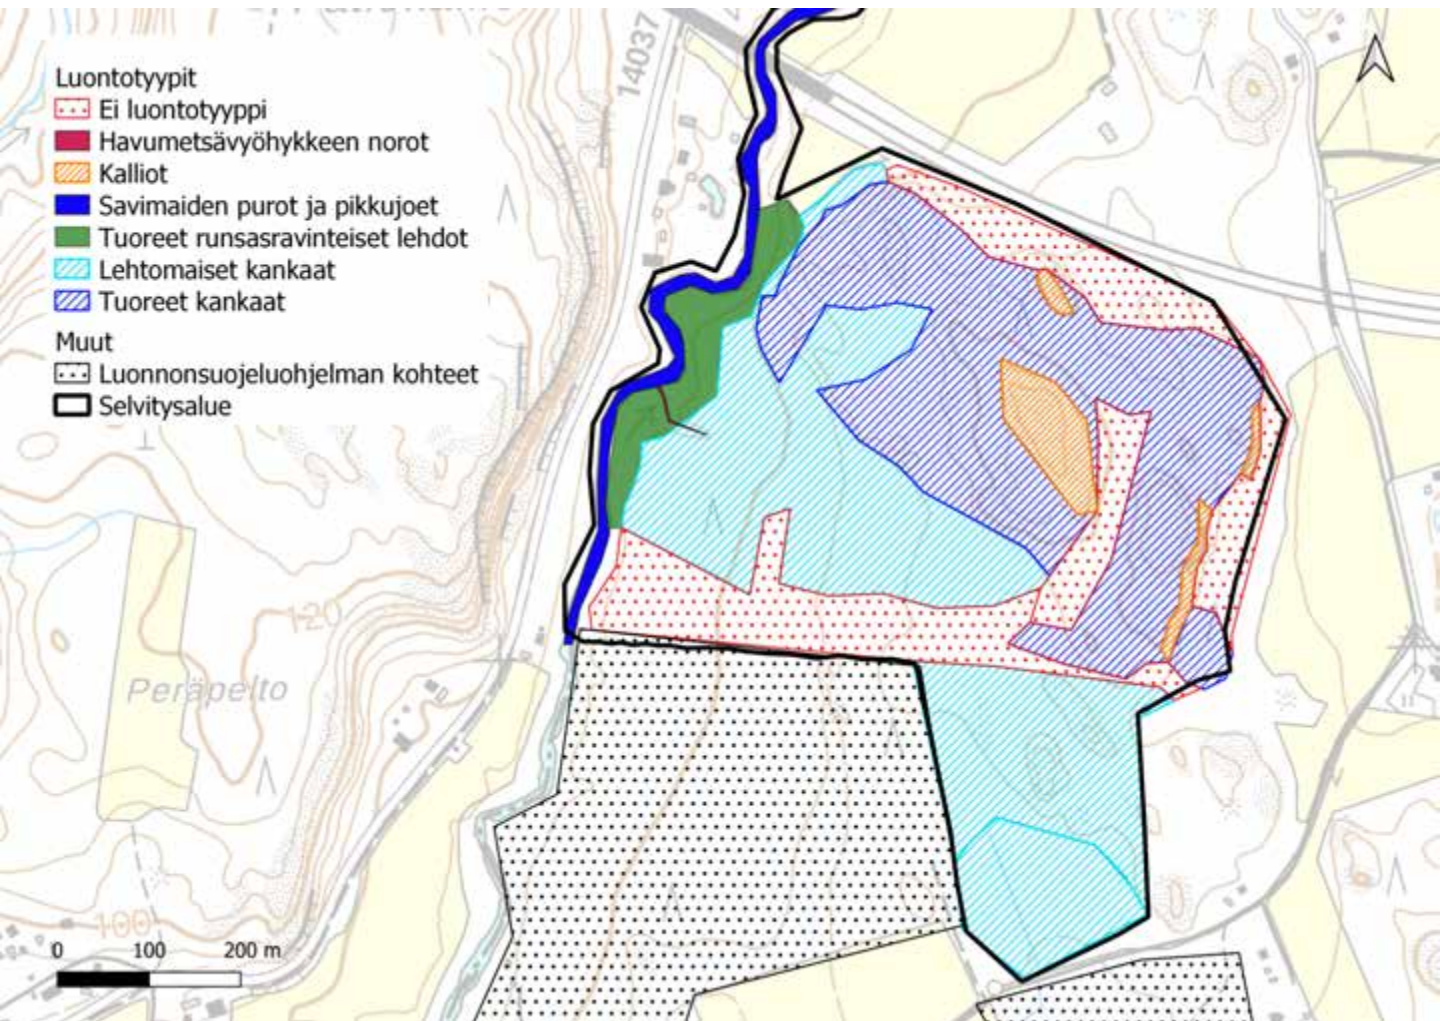 14037
Luontotyypit
Ei luontotyyppi
Havumetsävyöhykkeen norot
Kalliot
Savimaiden purot ja pikkujoet
Tuoreet runsasravinteiset lehdot
Lehtomaiset kankaat
Tuoreet kankaat
Muut
Luonnonsuojeluohjelman kohteet
Selvitysalue
120
Peräpelto
100
0 100 200 m